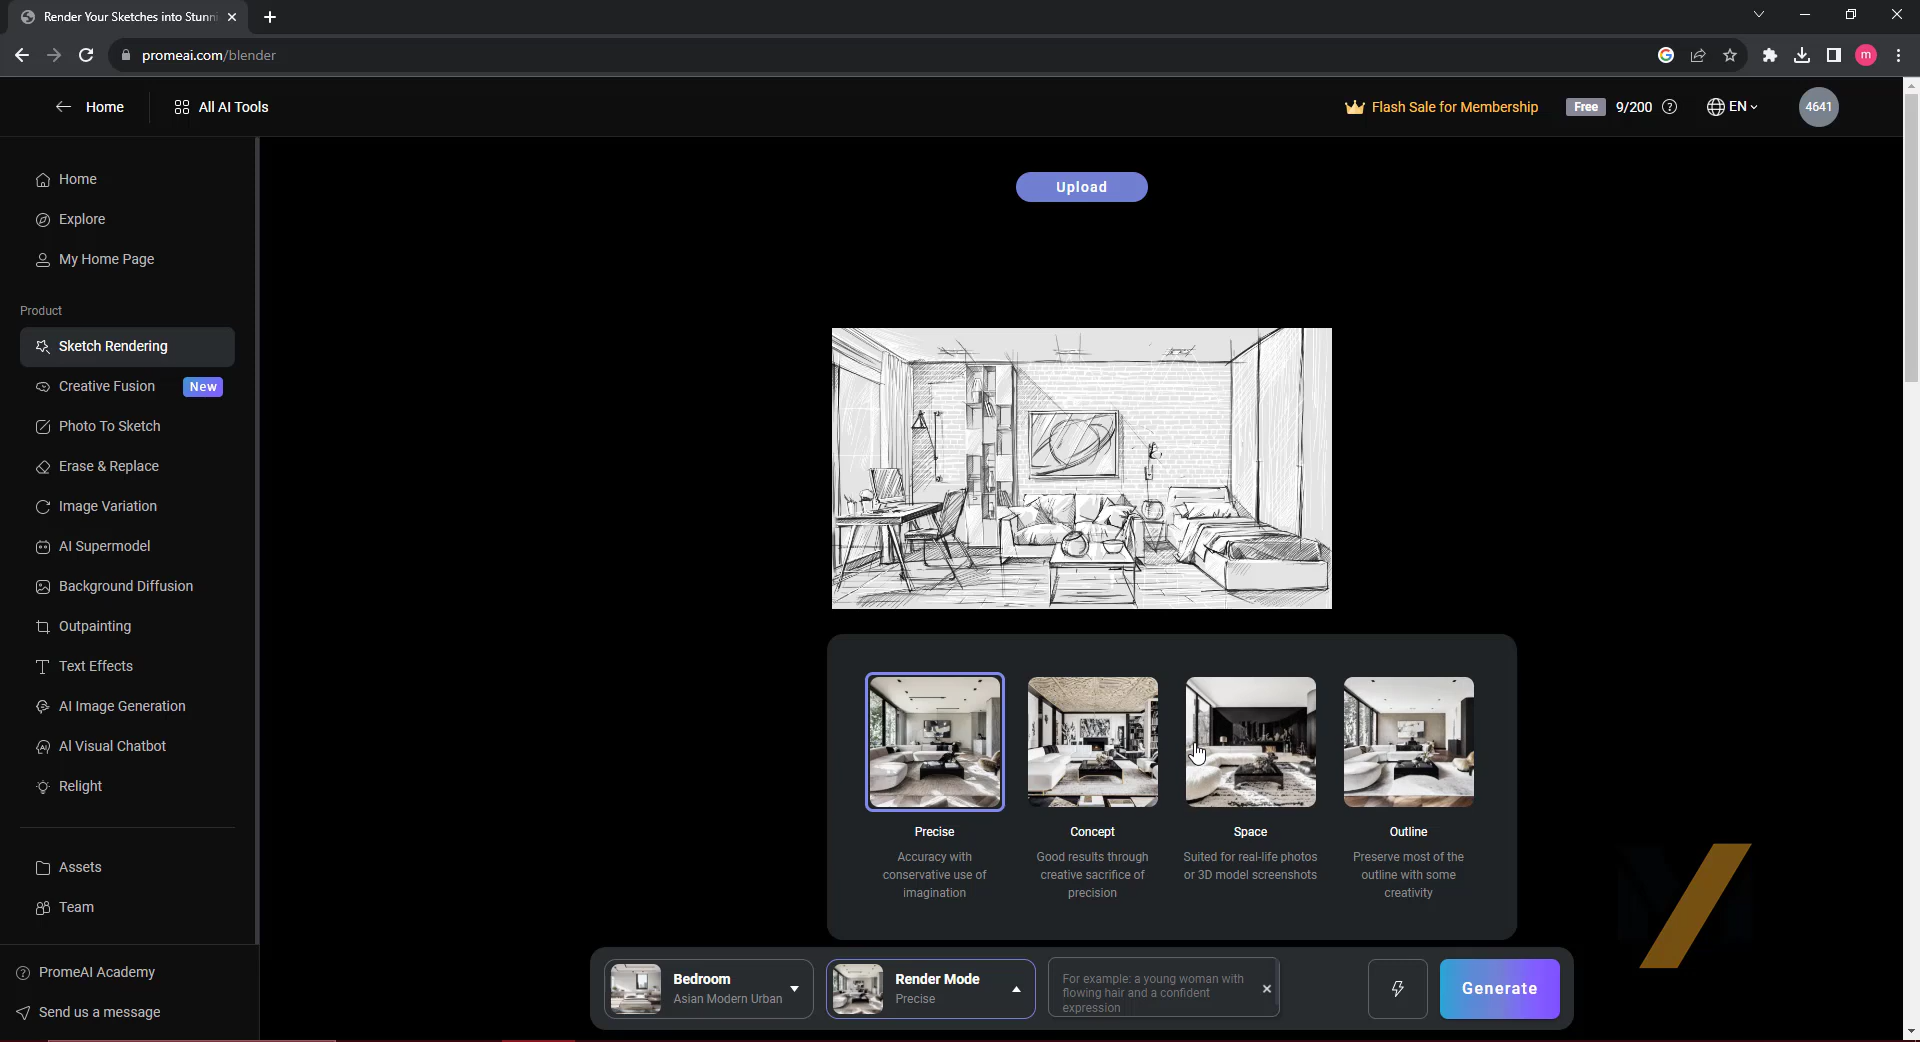 Render Your Sketches into Stunni
promeai.com/blender
m
Home
All AI Tools
Flash Sale for Membership
Free
9/200
EN
4641
Home
Explore
My Home Page
Product
Sketch Rendering
Creative Fusion
New
Photo To Sketch
Erase & Replace
Image Variation
AI Supermodel
Background Diffusion
Outpainting
Text Effects
AI Image Generation
AI Visual Chatbot
Relight
Assets
Team
PromeAI Academy
Send us a message
Upload
Precise
Accuracy with
conservative use of
imagination
Concept
Good results through
creative sacrifice of
precision
Space
Suited for real-life photos
or 3D model screenshots
Outline
Preserve most of the
outline with some
creativity
Bedroom
Asian Modern Urban
Render Mode
Precise
For example: a young woman with
flowing hair and a confident
expression
Generate